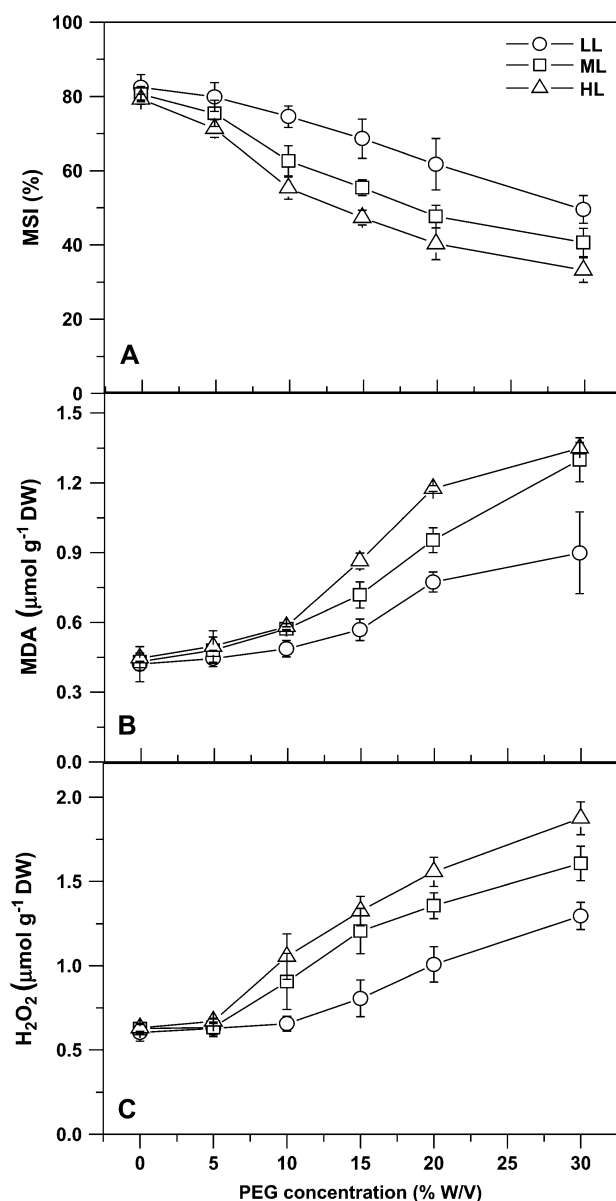 100
80
60
40
20
0
MSI (%)
LL
ML
HL
A
1.5
1.2
0.9
0.6
0.3
0.0
MDA (μmol g⁻¹ DW)
B
2.0
1.5
1.0
0.5
0.0
H₂O₂ (μmol g⁻¹ DW)
C
0 5 10 15 20 25 30
PEG concentration (% W/V)